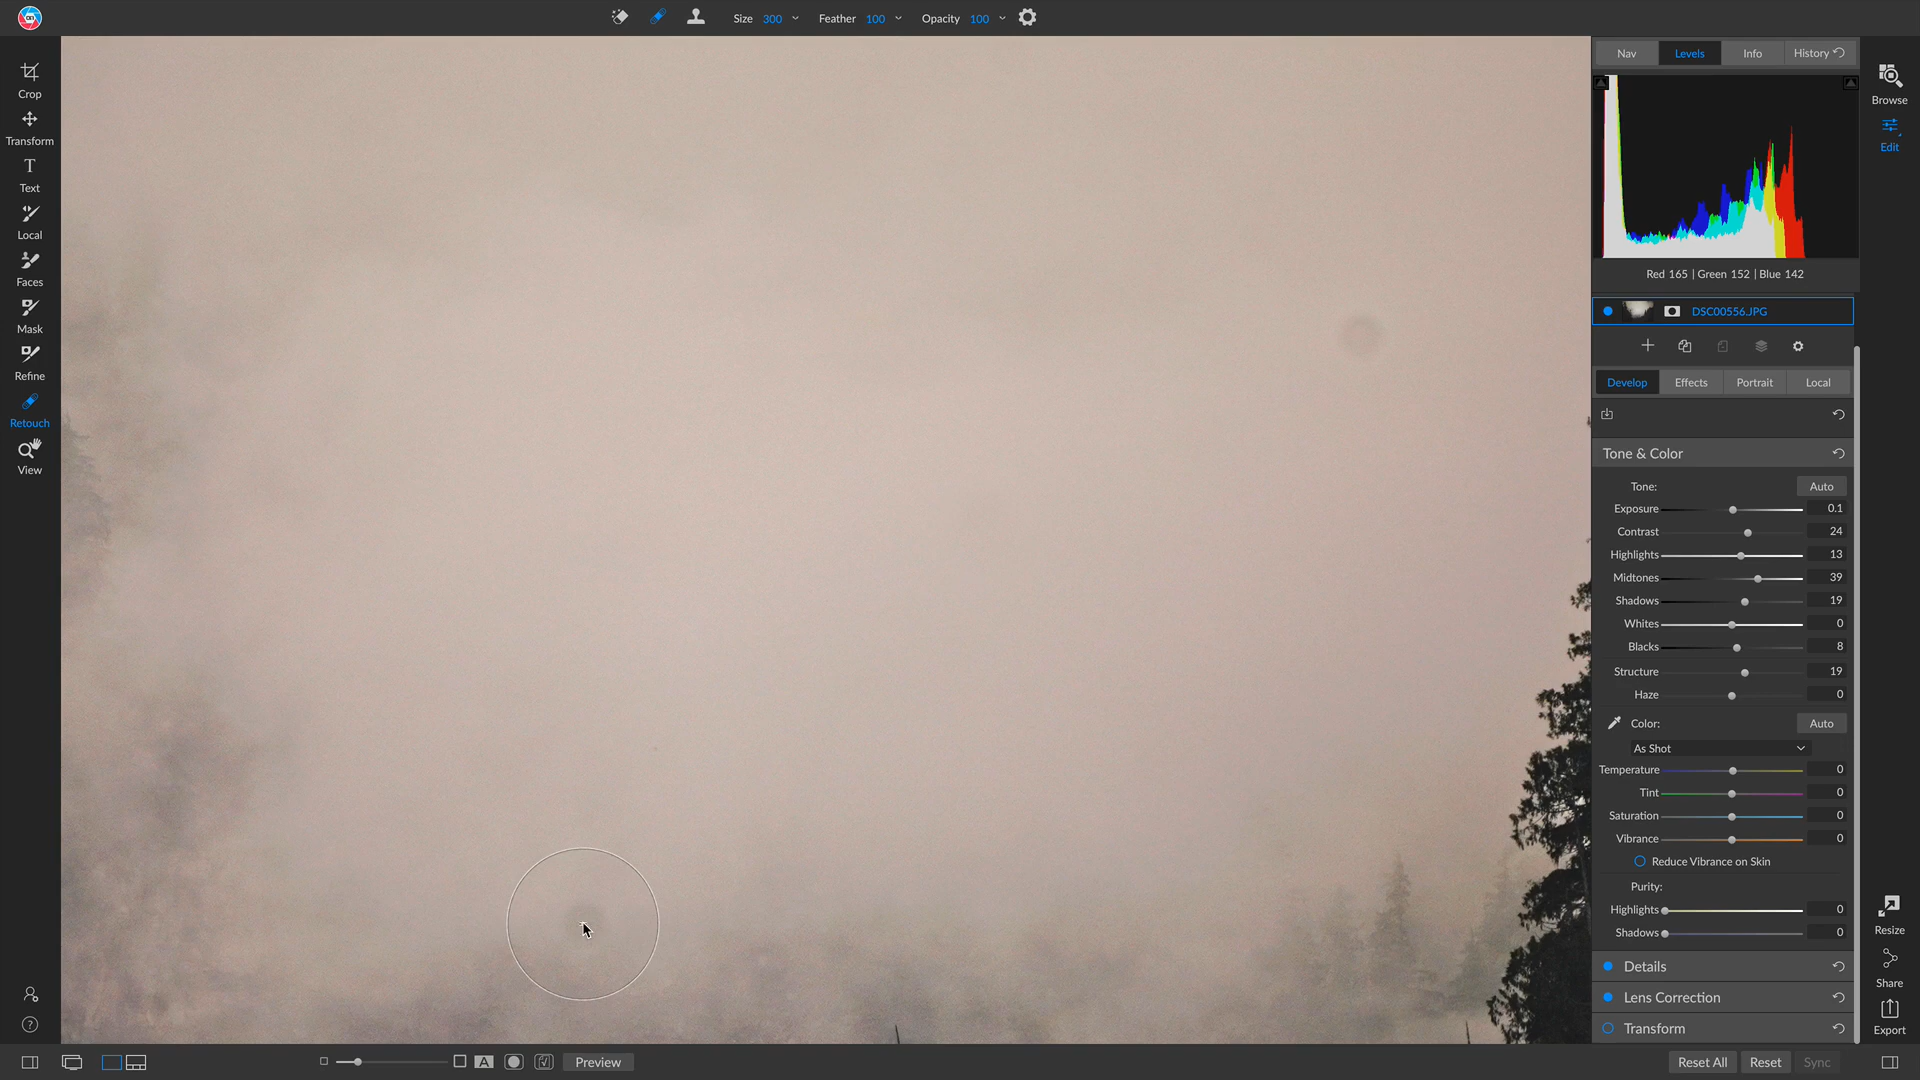 Size 300 Feather 100 Opacity 100
Crop
Transform
T
Text
Local
Faces
Mask
Refine
Retouch
View
?
Nav Levels Info History
Red 165 | Green 152 | Blue 142
DSC00556.JPG
Develop Effects Portrait Local
Tone & Color
Tone: Auto
Exposure 0.1
Contrast 24
Highlights 13
Midtones 39
Shadows 19
Whites 0
Blacks 8
Structure 19
Haze 0
Color: Auto
As Shot
Temperature 0
Tint 0
Saturation 0
Vibrance 0
Reduce Vibrance on Skin
Purity:
Highlights 0
Shadows 0
Details
Lens Correction
Transform
Browse
Edit
Resize
Share
Export
A Preview
Reset All Reset Sync